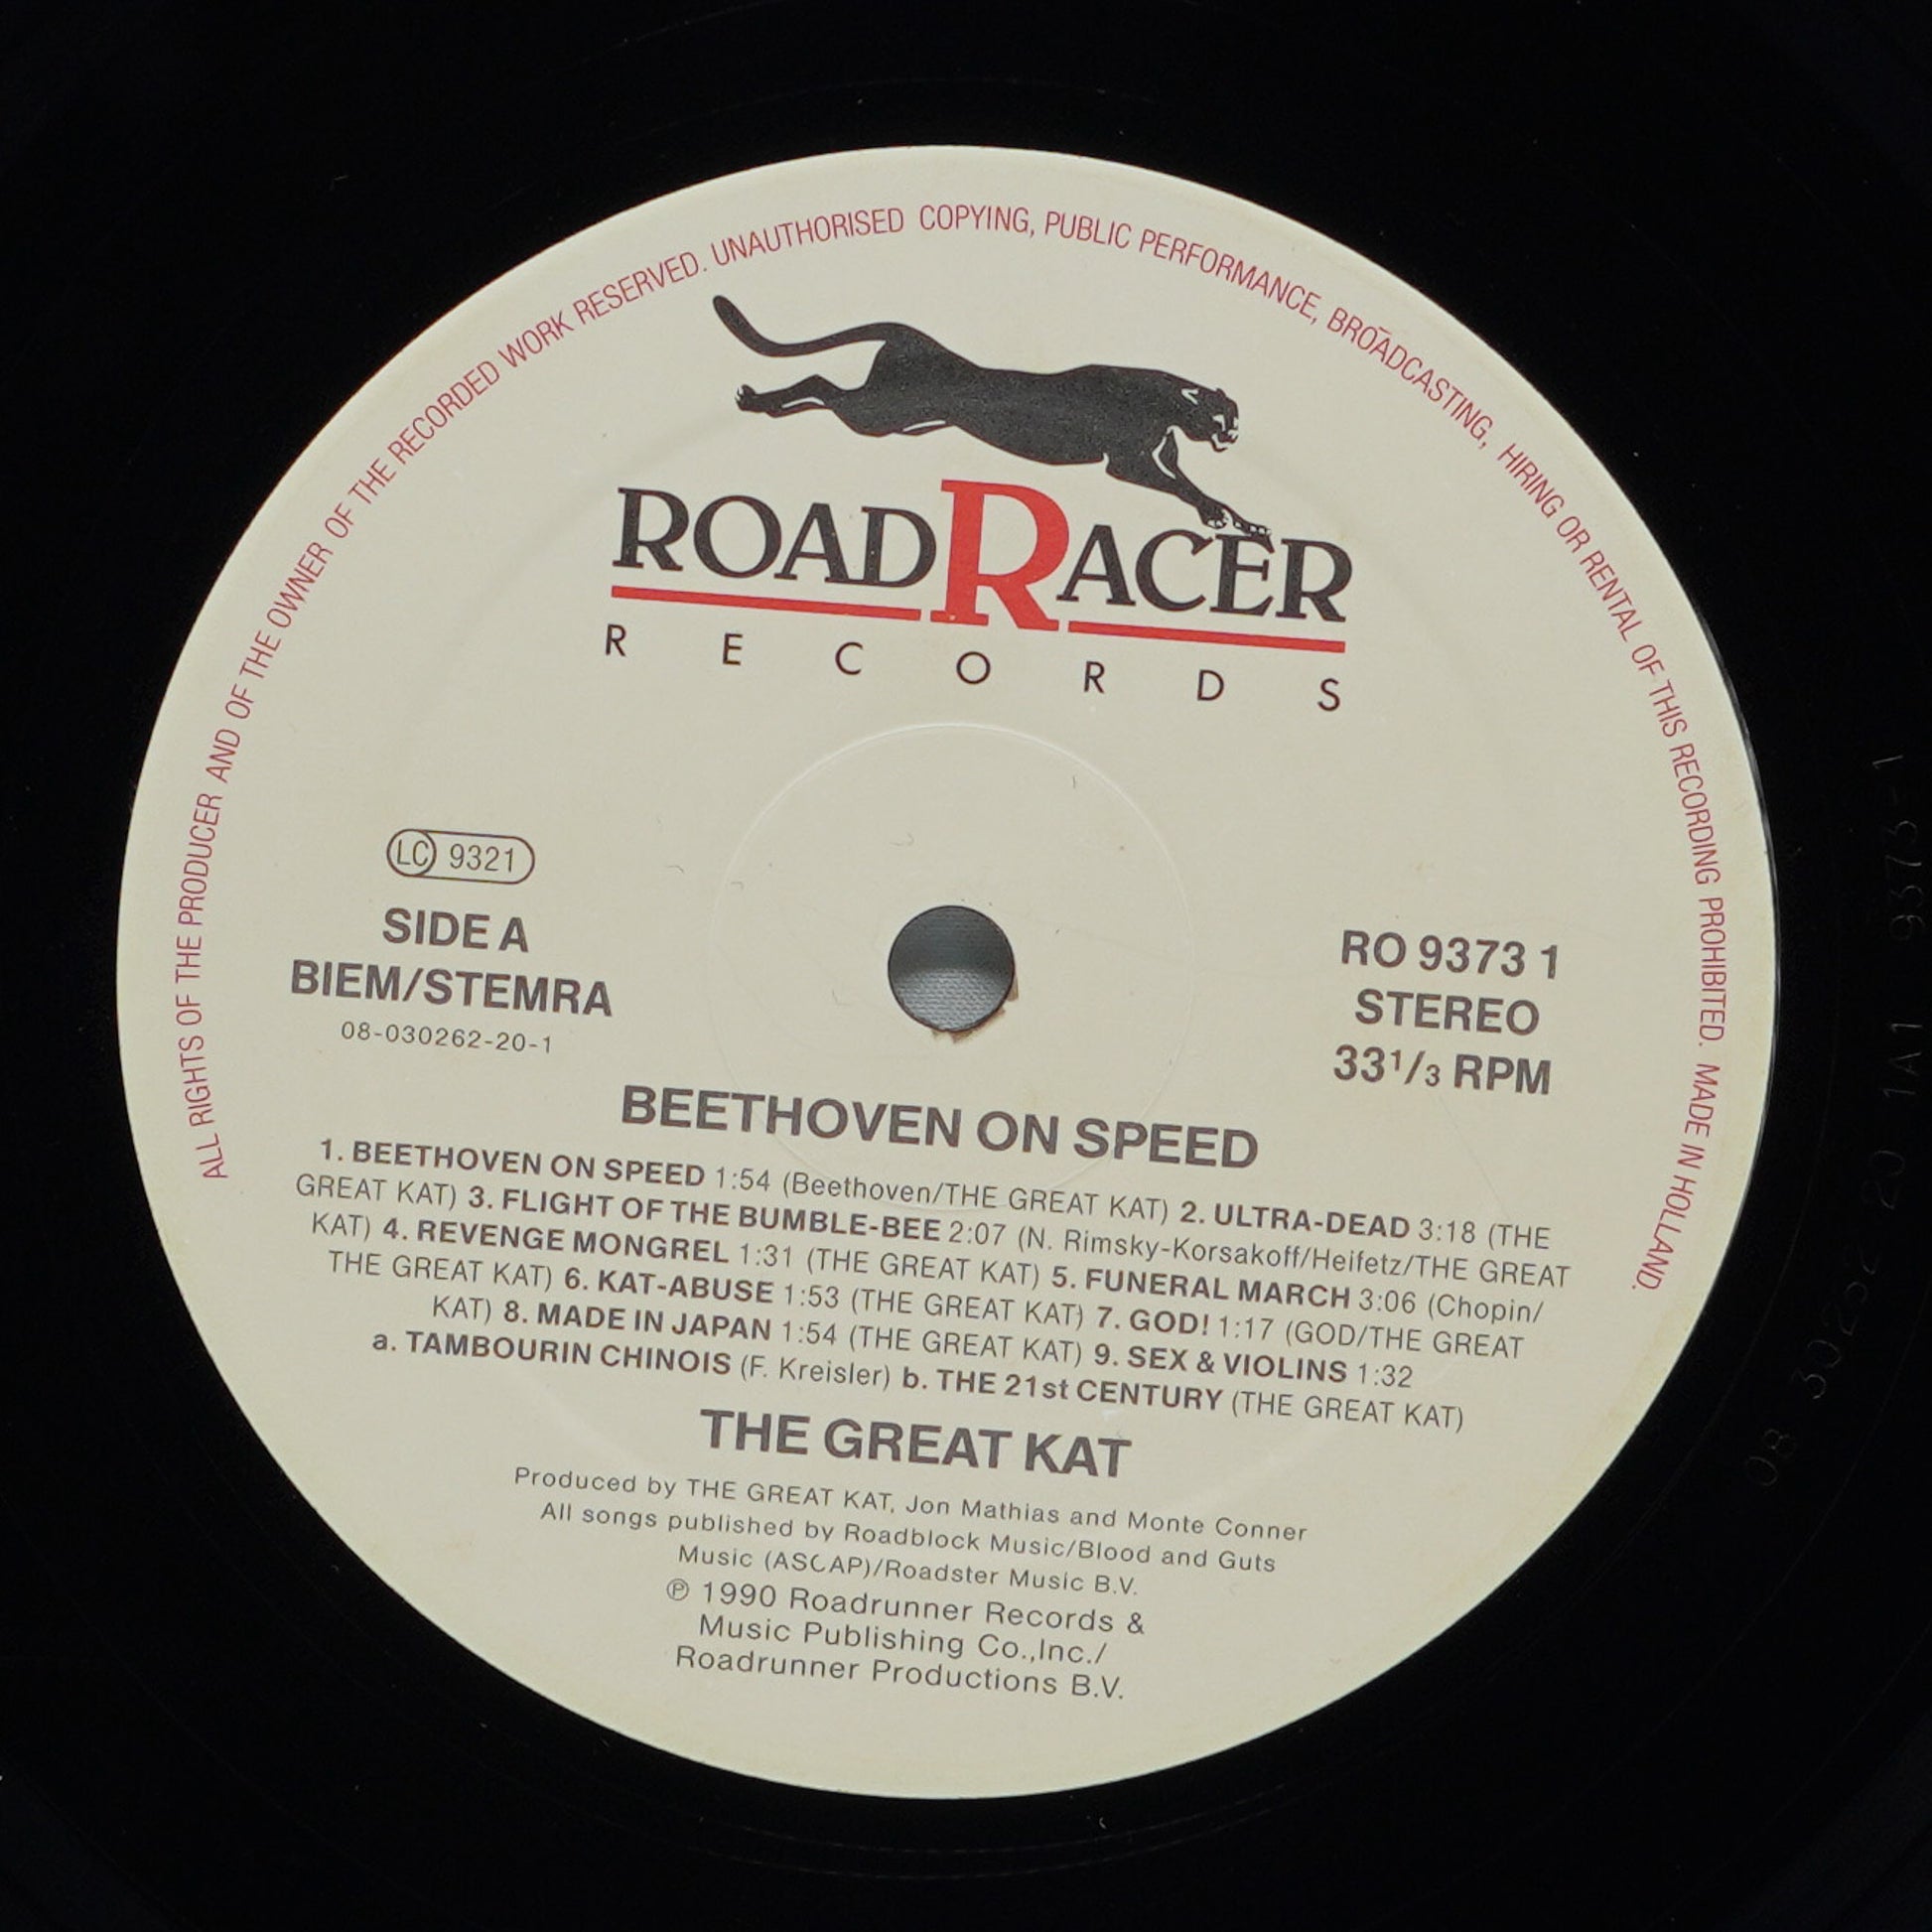 ALL RIGHTS OF THE PRODUCER AND OF THE OWNER OF THE RECORDED WORK RESERVED. UNAUTHORISED COPYING, PUBLIC PERFORMANCE, BROADCASTING, HIRING OR RENTAL OF THIS RECORDING PROHIBITED. MADE IN HOLLAND.
ROADRACER
RECORDS
LC 9321
SIDE A
BIEM/STEMRA
08-030262-20-1
RO 9373 1
STEREO
33 1/3 RPM
BEETHOVEN ON SPEED
1. BEETHOVEN ON SPEED 1:54 (Beethoven/THE GREAT KAT) 2. ULTRA-DEAD 3:18 (THE
GREAT KAT) 3. FLIGHT OF THE BUMBLE-BEE 2:07 (N. Rimsky-Korsakoff/Heifetz/THE GREAT
KAT) 4. REVENGE MONGREL 1:31 (THE GREAT KAT) 5. FUNERAL MARCH 3:06 (Chopin/
THE GREAT KAT) 6. KAT-ABUSE 1:53 (THE GREAT KAT) 7. GOD! 1:17 (GOD/THE GREAT
KAT) 8. MADE IN JAPAN 1:54 (THE GREAT KAT) 9. SEX & VIOLINS 1:32
a. TAMBOURIN CHINOIS (F. Kreisler) b. THE 21st CENTURY (THE GREAT KAT)
THE GREAT KAT
Produced by THE GREAT KAT, Jon Mathias and Monte Conner
All songs published by Roadblock Music/Blood and Guts
Music (ASCAP)/Roadster Music B.V.
℗ 1990 Roadrunner Records &
Music Publishing Co.,Inc./
Roadrunner Productions B.V.